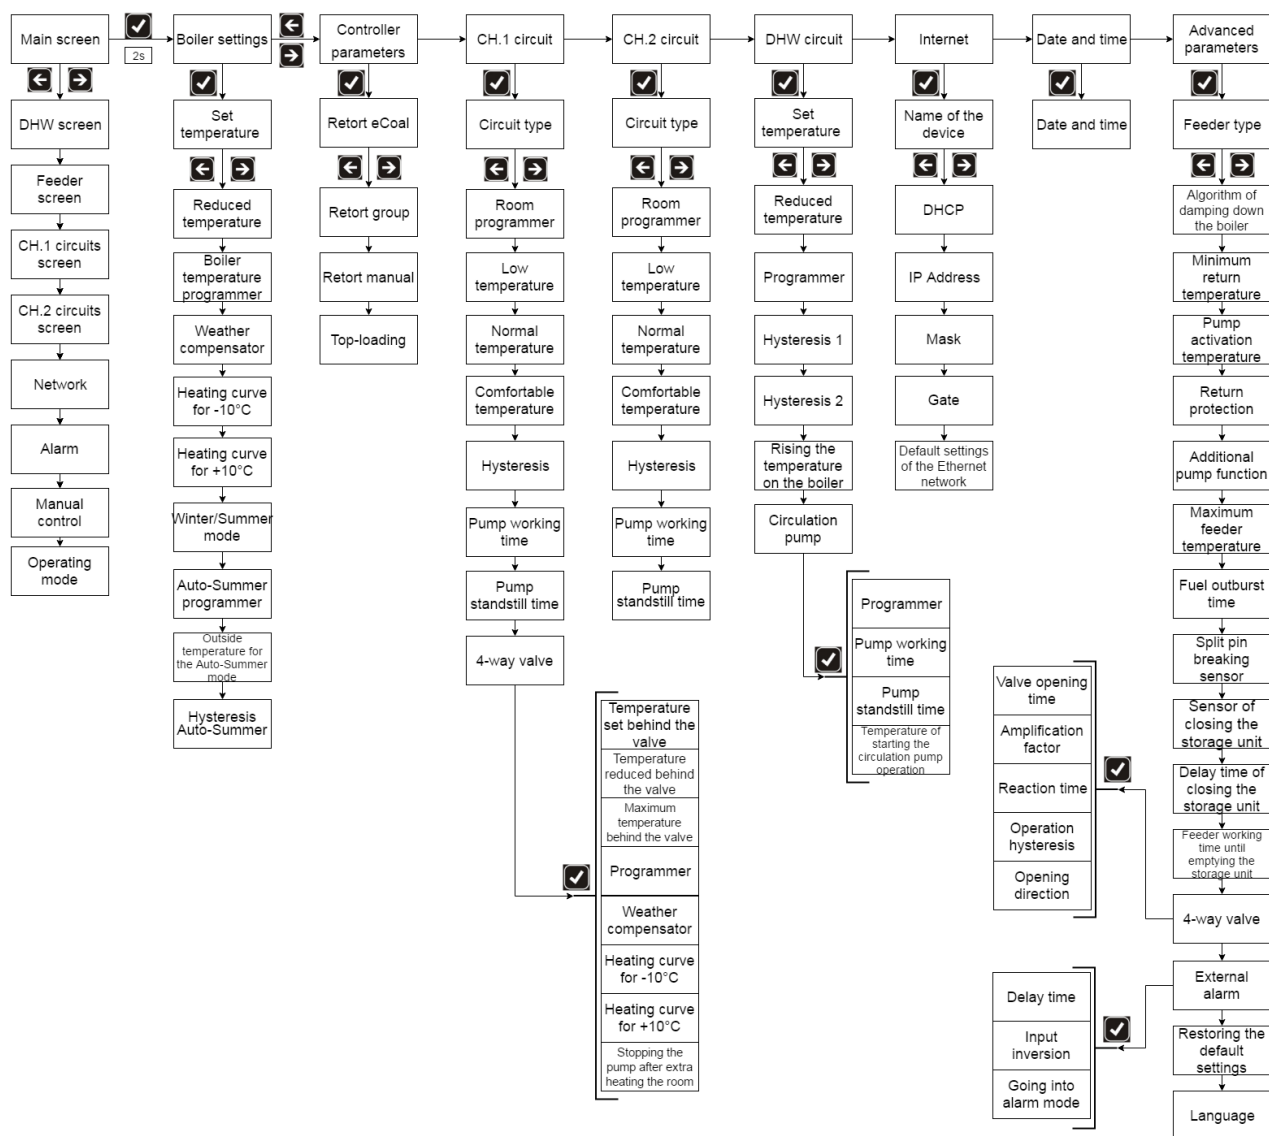 Main screen
2s
Boiler settings
Controller
parameters
CH.1 circuit
CH.2 circuit
DHW circuit
Internet
Date and time
Advanced
parameters
DHW screen
Feeder
screen
CH.1 circuits
screen
CH.2 circuits
screen
Network
Alarm
Manual
control
Operating
mode
Set
temperature
Reduced
temperature
Boiler
temperature
programmer
Weather
compensator
Heating curve
for -10°C
Heating curve
for +10°C
Winter/Summer
mode
Auto-Summer
programmer
Outside
temperature for
the Auto-Summer
mode
Hysteresis
Auto-Summer
Retort eCoal
Retort group
Retort manual
Top-loading
Circuit type
Room
programmer
Low
temperature
Normal
temperature
Comfortable
temperature
Hysteresis
Pump working
time
Pump
standstill time
4-way valve
Temperature
set behind the
valve
Temperature
reduced behind
the valve
Maximum
temperature
behind the valve
Programmer
Weather
compensator
Heating curve
for -10°C
Heating curve
for +10°C
Stopping the
pump after extra
heating the room
Circuit type
Room
programmer
Low
temperature
Normal
temperature
Comfortable
temperature
Hysteresis
Pump working
time
Pump
standstill time
Set
temperature
Reduced
temperature
Programmer
Hysteresis 1
Hysteresis 2
Rising the
temperature
on the boiler
Circulation
pump
Programmer
Pump working
time
Pump
standstill time
Temperature of
starting the
circulation pump
operation
Name of the
device
DHCP
IP Address
Mask
Gate
Default settings
of the Ethernet
network
Date and time
Feeder type
Algorithm of
damping down
the boiler
Minimum
return
temperature
Pump
activation
temperature
Return
protection
Additional
pump function
Maximum
feeder
temperature
Fuel outburst
time
Split pin
breaking
sensor
Sensor of
closing the
storage unit
Delay time of
closing the
storage unit
Feeder working
time until
emptying the
storage unit
4-way valve
Valve opening
time
Amplification
factor
Reaction time
Operation
hysteresis
Opening
direction
External
alarm
Delay time
Input
inversion
Going into
alarm mode
Restoring the
default
settings
Language